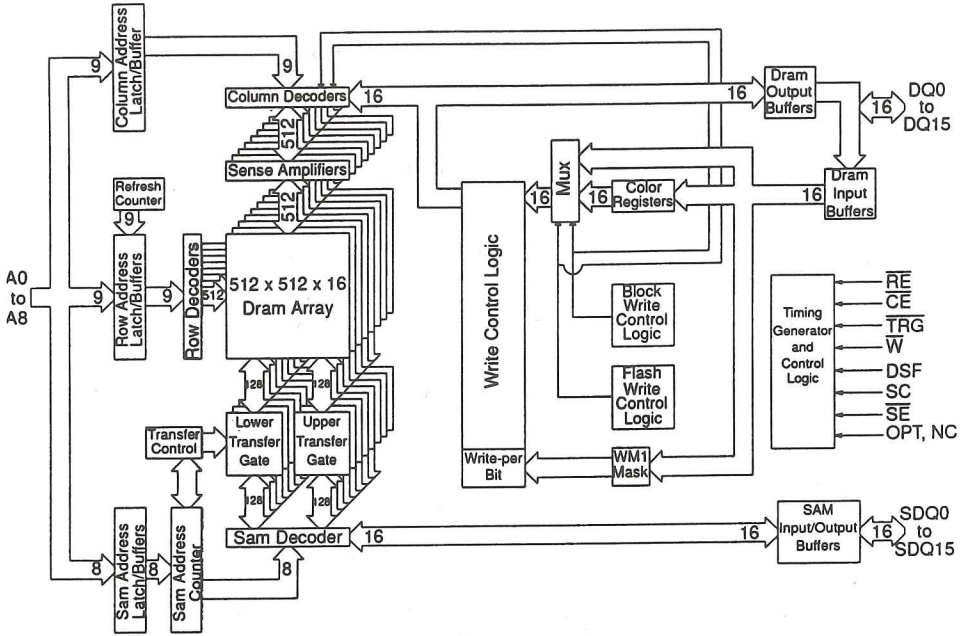 Column Address
Latch/Buffer
9
9
Column Decoders
16
16
Dram
Output
Buffers
16
DQ0
to
DQ15
512
Sense Amplifiers
512
Refresh
Counter
9
Row Address
Latch/Buffers
9
9
Row Decoders
512
512 x 512 x 16
Dram Array
A0
to
A8
Write Control Logic
16
Mux
16
Color
Registers
16
Dram
Input
Buffers
Block
Write
Control
Logic
Flash
Write
Control
Logic
Timing
Generator
and
Control
Logic
RE
CE
TRG
W
DSF
SC
SE
OPT, NC
128
128
Transfer
Control
Lower
Transfer
Gate
Upper
Transfer
Gate
Write-per
Bit
WM1
Mask
128
128
Sam Decoder
16
16
SAM
Input/Output
Buffers
16
SDQ0
to
SDQ15
8
Sam Address
Latch/Buffers
8
Sam Address
Counter
8